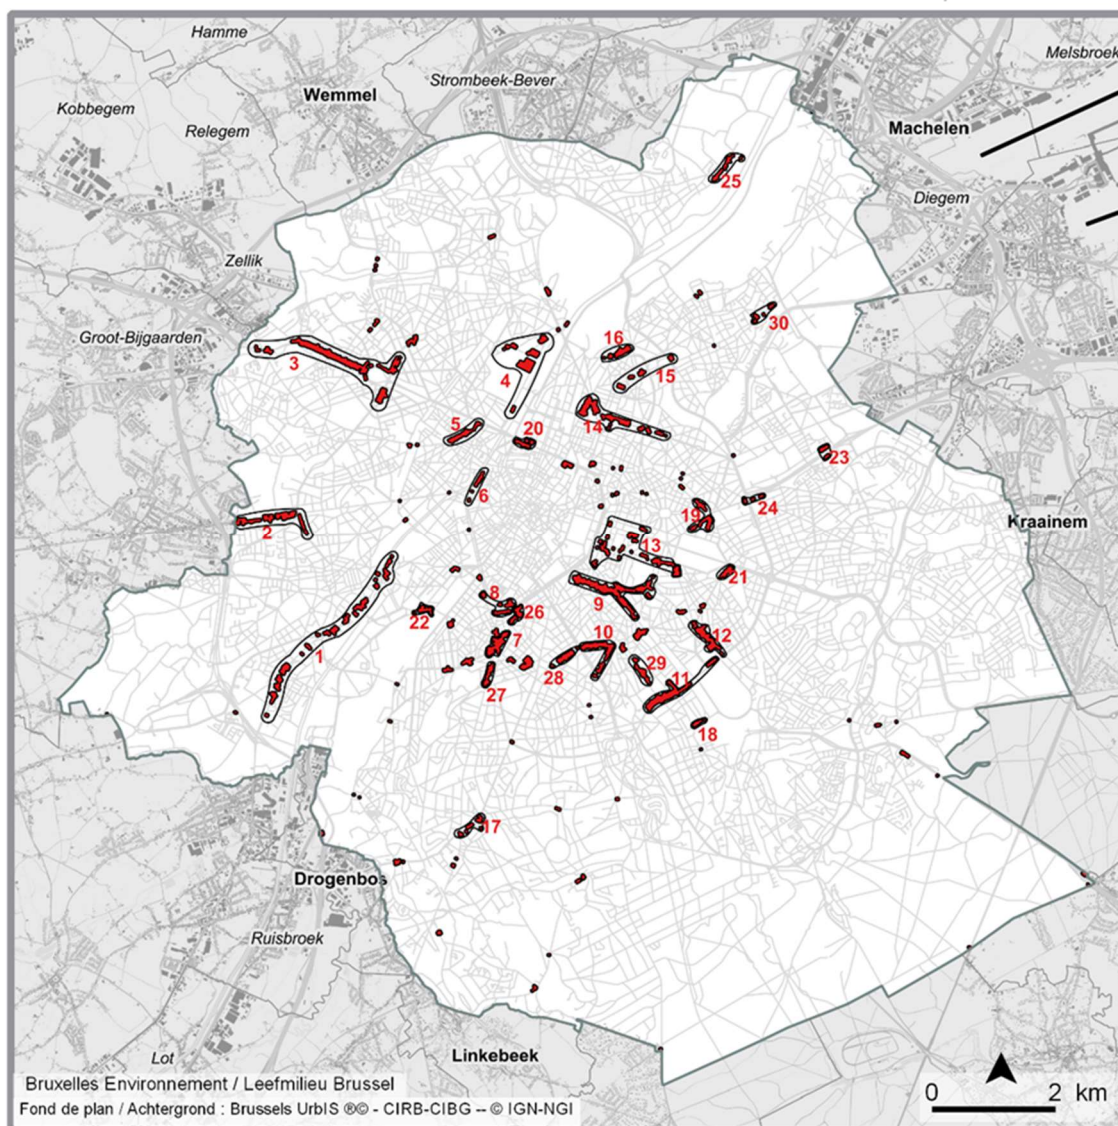 Hamme
Melsbroek
Strombeek-Bever
Wemmel
Kobbegem
Relegem
Machelen
25
Diegem
Zellik
30
Groot-Bijgaarden
16
3
15
4
5
20
14
23
6
24
19
2
Kraainem
13
21
8
9
26
22
12
7
10
1
28
29
11
27
18
17
Drogenbos
Ruisbroek
Linkebeek
Lot
Bruxelles Environnement / Leefmilieu Brussel
0 2 km
Fond de plan / Achtergrond : Brussels UrbIS ®© - CIRB-CIBG -- © IGN-NGI